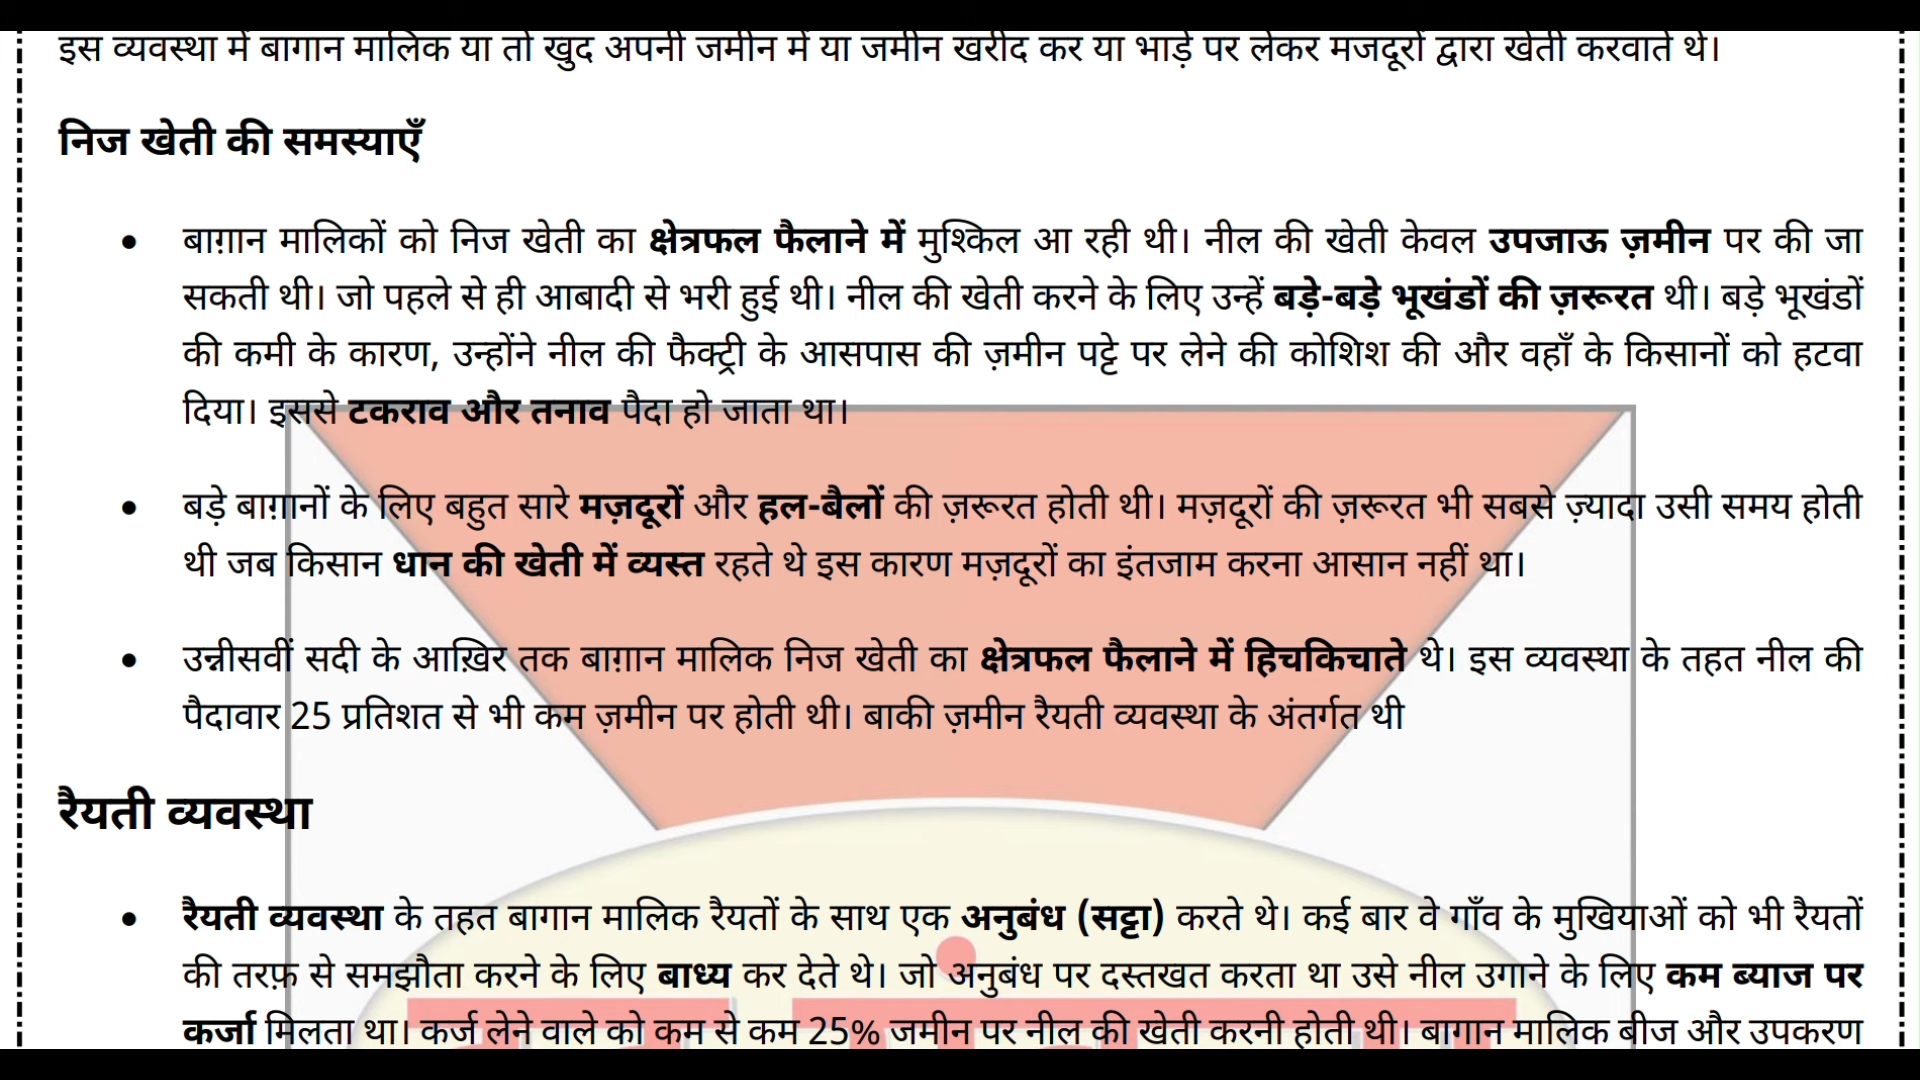 इस व्यवस्था में बागान मालिक या तो खुद अपनी जमीन में या जमीन खरीद कर या भाड़े पर लेकर मजदूरों द्वारा खेती करवाते थे।
निज खेती की समस्याएँ
• बाग़ान मालिकों को निज खेती का क्षेत्रफल फैलाने में मुश्किल आ रही थी। नील की खेती केवल उपजाऊ ज़मीन पर की जा
सकती थी। जो पहले से ही आबादी से भरी हुई थी। नील की खेती करने के लिए उन्हें बड़े-बड़े भूखंडों की ज़रूरत थी। बड़े भूखंडों
की कमी के कारण, उन्होंने नील की फैक्ट्री के आसपास की ज़मीन पट्टे पर लेने की कोशिश की और वहाँ के किसानों को हटवा
दिया। इससे टकराव और तनाव पैदा हो जाता था।
• बड़े बाग़ानों के लिए बहुत सारे मज़दूरों और हल-बैलों की ज़रूरत होती थी। मज़दूरों की ज़रूरत भी सबसे ज़्यादा उसी समय होती
थी जब किसान धान की खेती में व्यस्त रहते थे इस कारण मज़दूरों का इंतजाम करना आसान नहीं था।
• उन्नीसवीं सदी के आख़िर तक बाग़ान मालिक निज खेती का क्षेत्रफल फैलाने में हिचकिचाते थे। इस व्यवस्था के तहत नील की
पैदावार 25 प्रतिशत से भी कम ज़मीन पर होती थी। बाकी ज़मीन रैयती व्यवस्था के अंतर्गत थी
रैयती व्यवस्था
• रैयती व्यवस्था के तहत बागान मालिक रैयतों के साथ एक अनुबंध (सट्टा) करते थे। कई बार वे गाँव के मुखियाओं को भी रैयतों
की तरफ़ से समझौता करने के लिए बाध्य कर देते थे। जो अनुबंध पर दस्तखत करता था उसे नील उगाने के लिए कम ब्याज पर
कर्जा मिलता था। कर्ज लेने वाले को कम से कम 25% जमीन पर नील की खेती करनी होती थी। बागान मालिक बीज और उपकरण